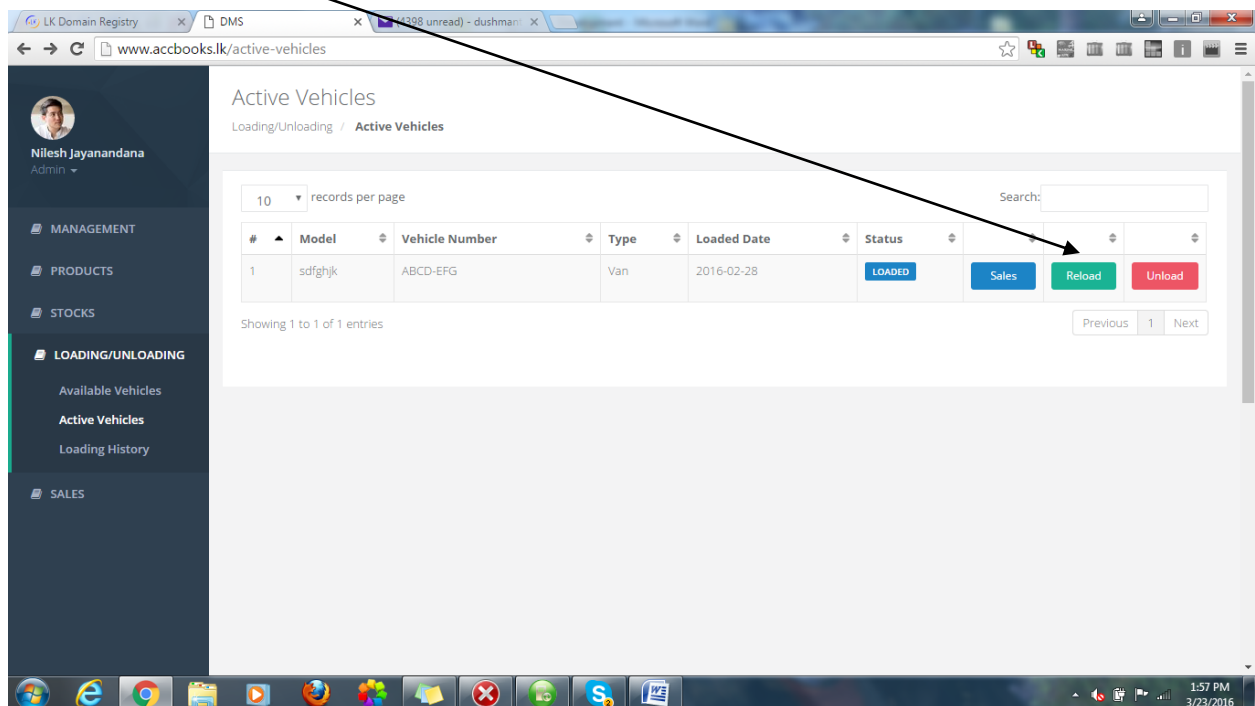 LK Domain Registry
DMS
(4398 unread) - dushmant
www.accbooks.lk/active-vehicles
Nilesh Jayanandana
Admin
MANAGEMENT
PRODUCTS
STOCKS
LOADING/UNLOADING
Available Vehicles
Active Vehicles
Loading History
SALES
Active Vehicles
Loading/Unloading / Active Vehicles
10 records per page
Search:
# Model Vehicle Number Type Loaded Date Status
1 sdfghjk ABCD-EFG Van 2016-02-28 LOADED Sales Reload Unload
Showing 1 to 1 of 1 entries
Previous 1 Next
1:57 PM
3/23/2016